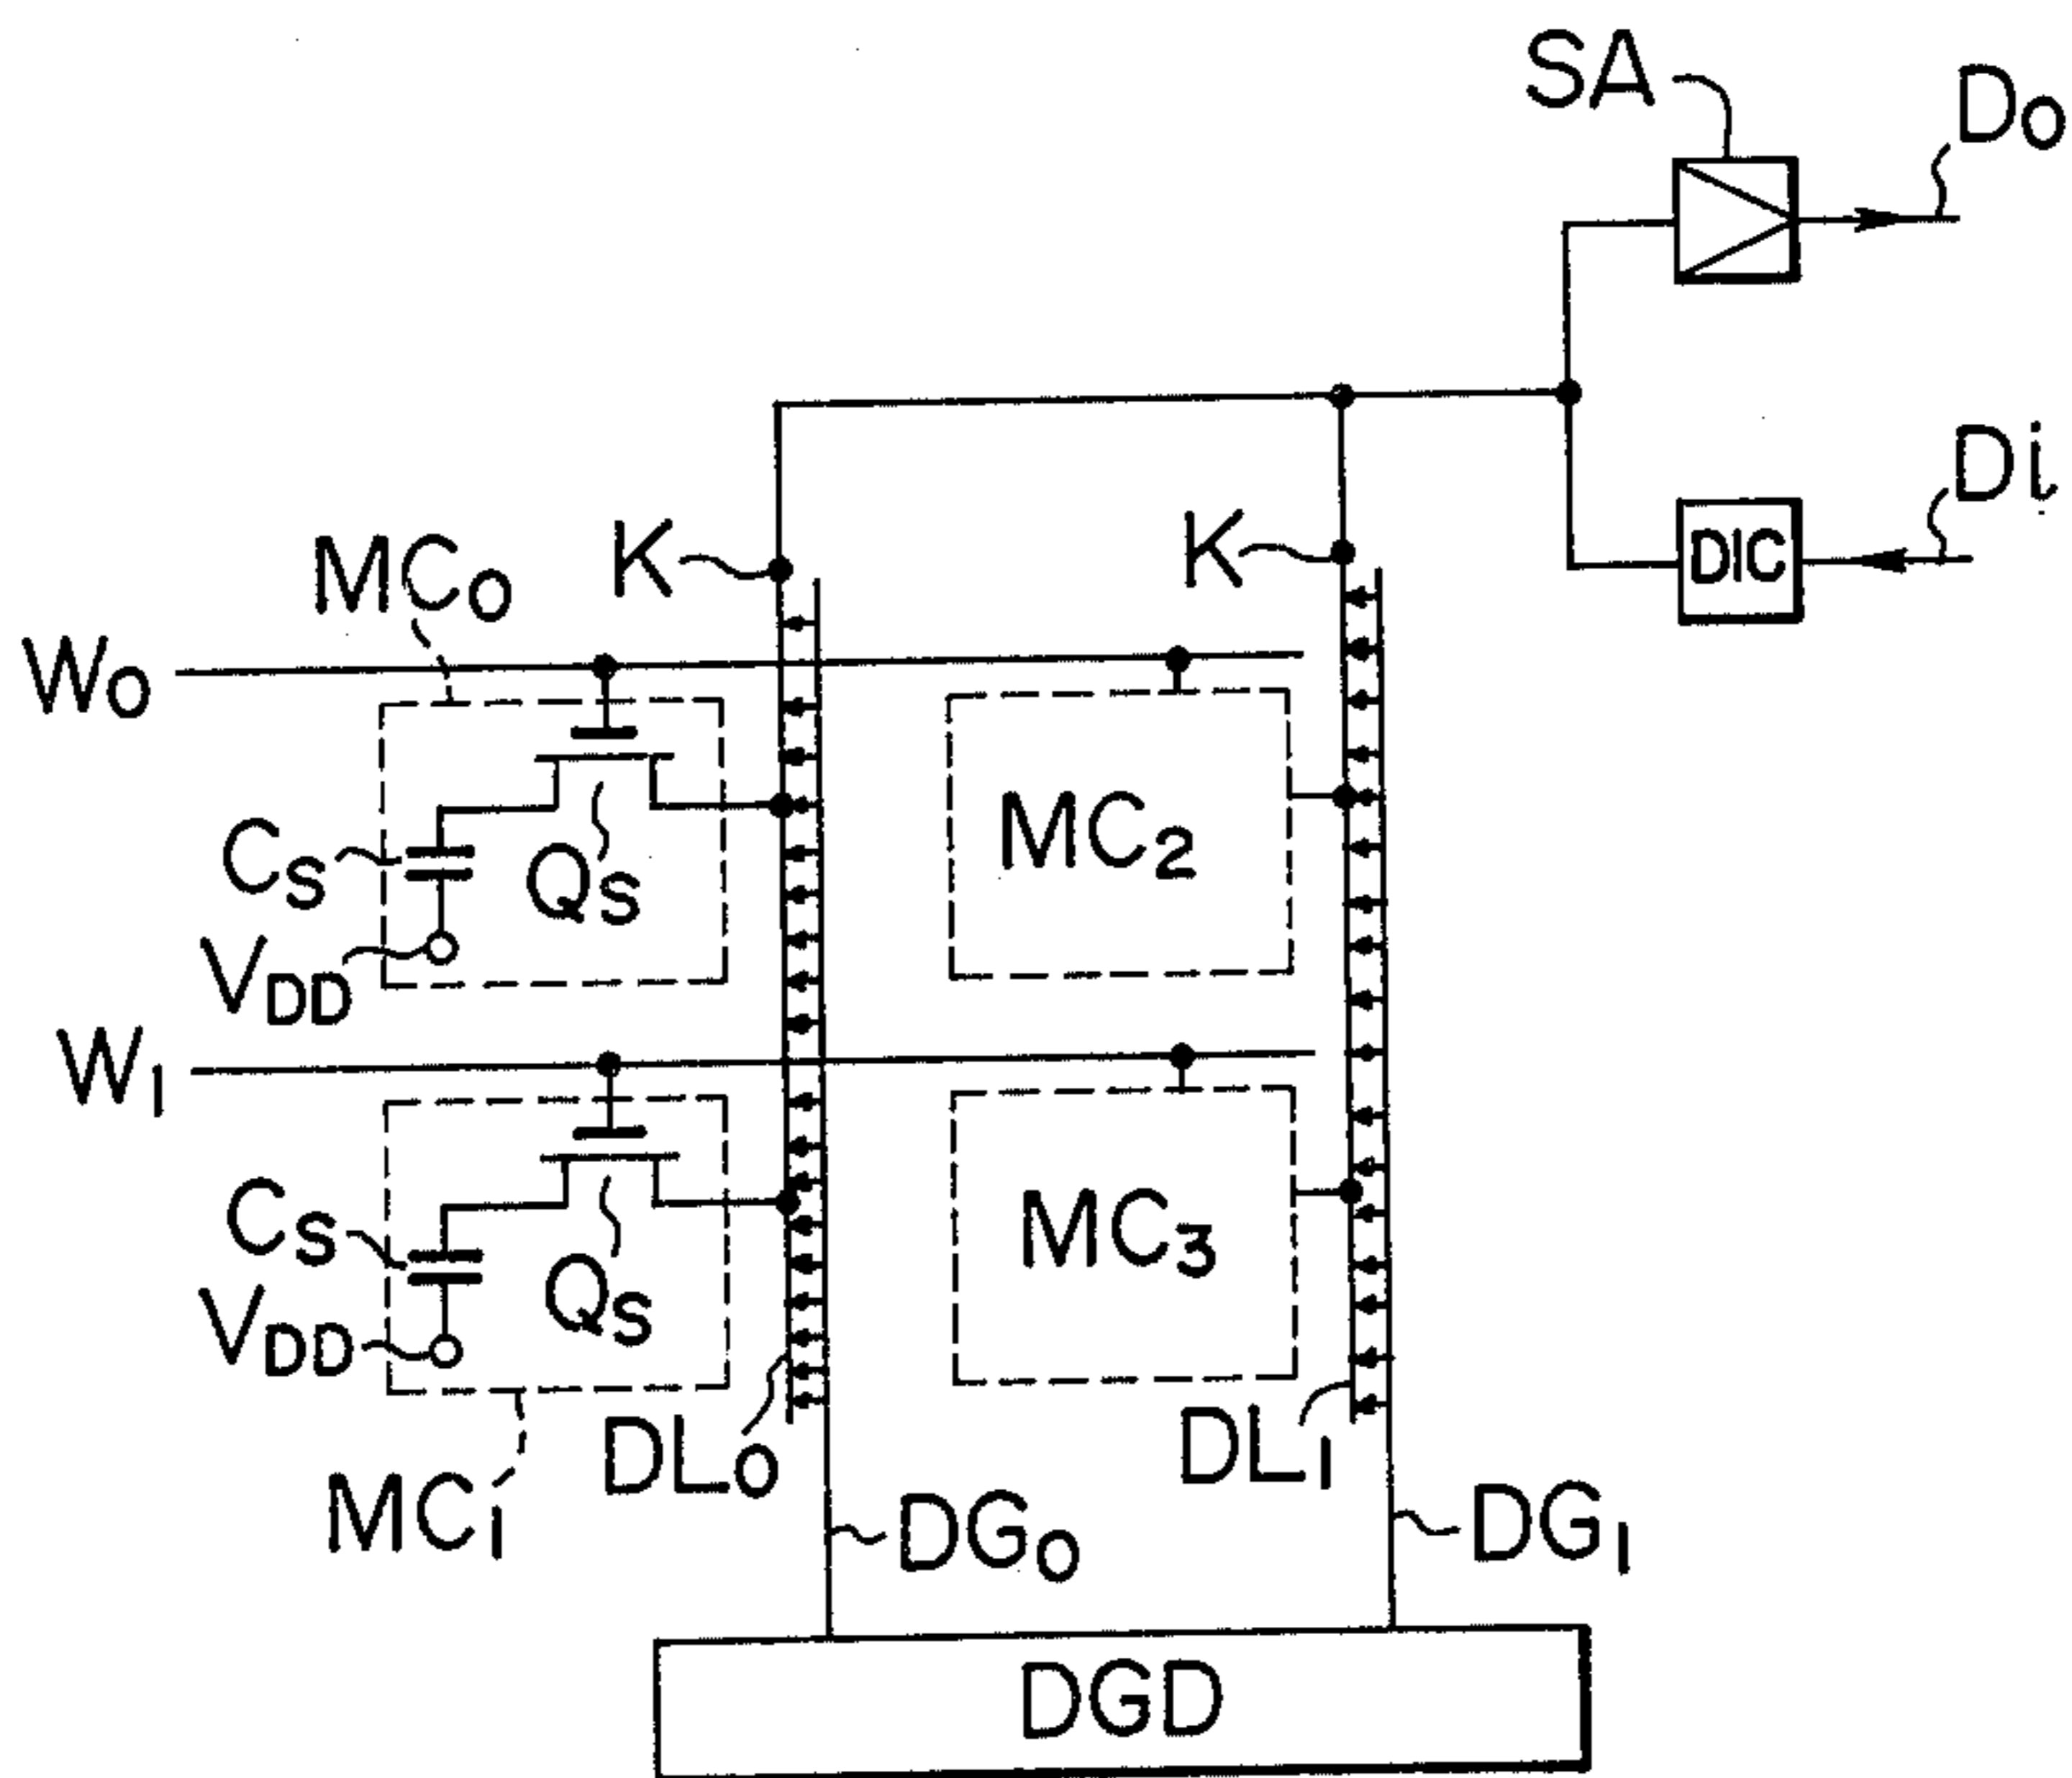 SA
Do
Di
DIC
K
K
MCo
Wo
Cs
Qs
VDD
MC2
W1
Cs
Qs
VDD
MC3
MC1
DLo
DL1
DGo
DG1
DGD